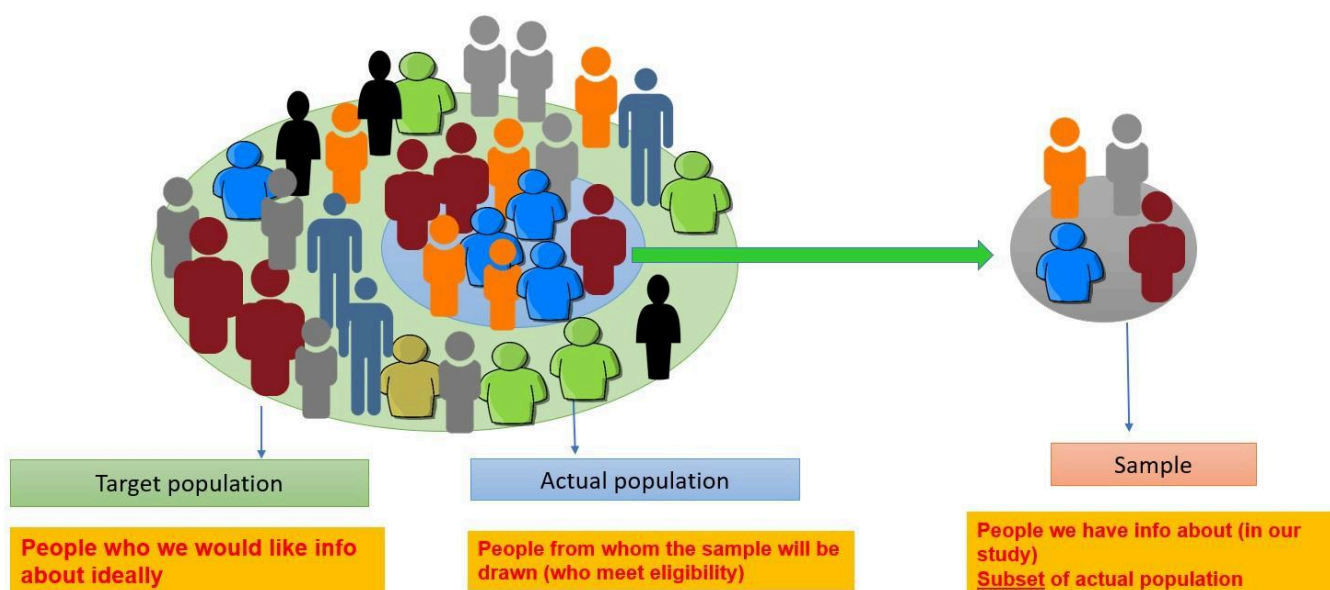 Target population
Actual population
Sample
People who we would like info
about ideally
People from whom the sample will be
drawn (who meet eligibility)
People we have info about (in our
study)
Subset of actual population